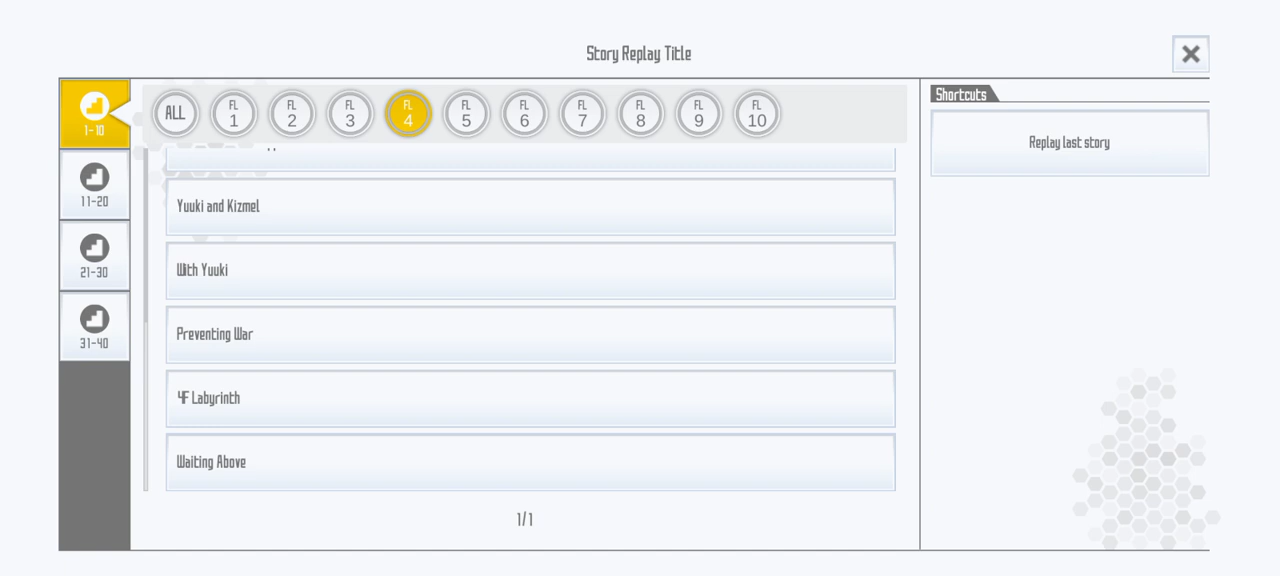 Story Replay Title
1-10
11-20
21-30
31-40
ALL
FL 1
FL 2
FL 3
FL 4
FL 5
FL 6
FL 7
FL 8
FL 9
FL 10
Yuuki and Kizmel
With Yuuki
Preventing War
4F Labyrinth
Waiting Above
1/1
Shortcuts
Replay last story